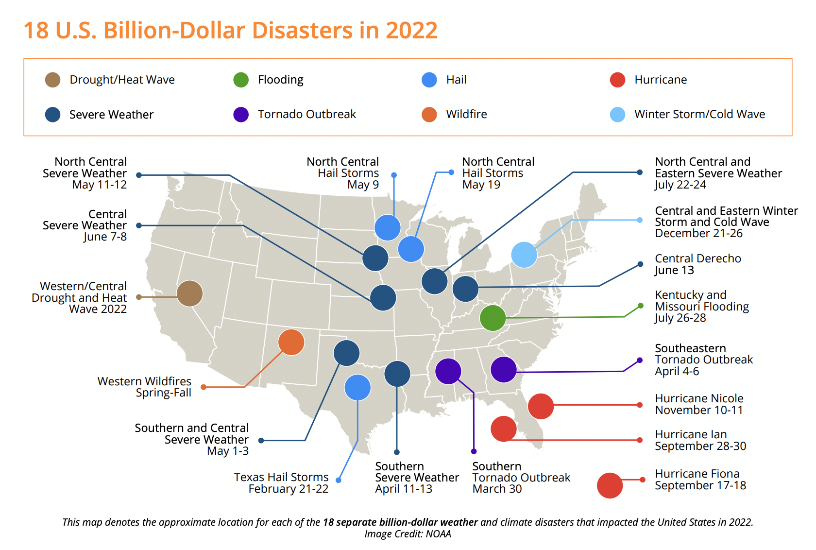 18 U.S. Billion-Dollar Disasters in 2022
Drought/Heat Wave
Flooding
Hail
Hurricane
Severe Weather
Tornado Outbreak
Wildfire
Winter Storm/Cold Wave
North Central
Severe Weather
May 11-12
Central
Severe Weather
June 7-8
Western/Central
Drought and Heat
Wave 2022
Western Wildfires
Spring-Fall
Southern and Central
Severe Weather
May 1-3
Texas Hail Storms
February 21-22
North Central
Hail Storms
May 9
North Central
Hail Storms
May 19
Southern
Severe Weather
April 11-13
Southern
Tornado Outbreak
March 30
North Central and
Eastern Severe Weather
July 22-24
Central and Eastern Winter
Storm and Cold Wave
December 21-26
Central Derecho
June 13
Kentucky and
Missouri Flooding
July 26-28
Southeastern
Tornado Outbreak
April 4-6
Hurricane Nicole
November 10-11
Hurricane Ian
September 28-30
Hurricane Fiona
September 17-18
This map denotes the approximate location for each of the 18 separate billion-dollar weather and climate disasters that impacted the United States in 2022.
Image Credit: NOAA